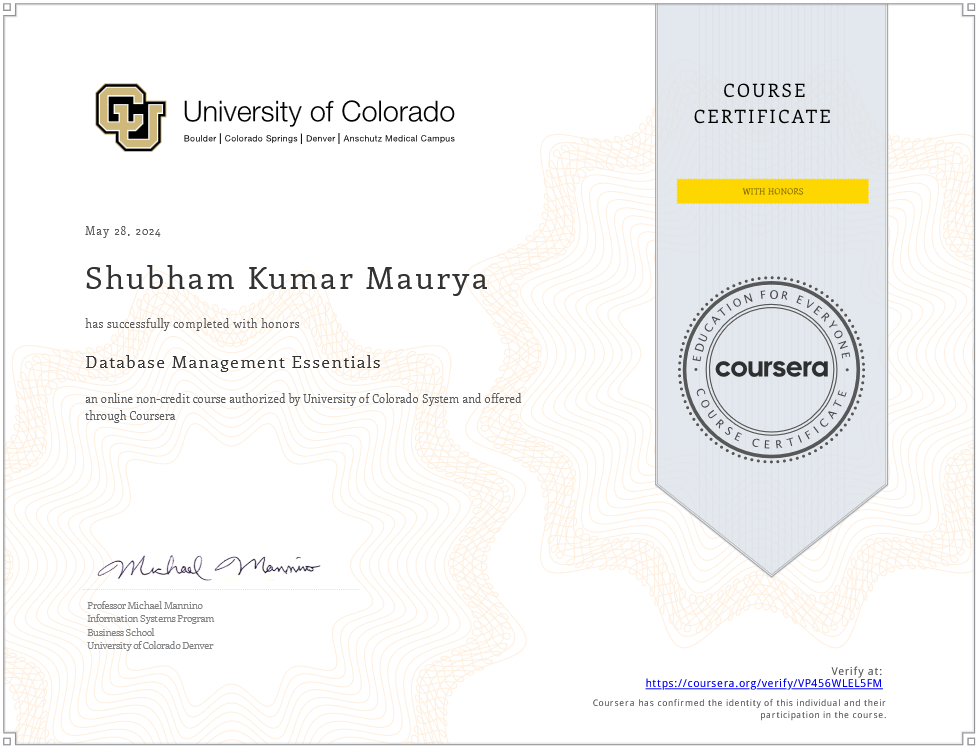 University of Colorado
Boulder | Colorado Springs | Denver | Anschutz Medical Campus
COURSE
CERTIFICATE
WITH HONORS
May 28, 2024
Shubham Kumar Maurya
has successfully completed with honors
Database Management Essentials
an online non-credit course authorized by University of Colorado System and offered
through Coursera
EDUCATION FOR EVERYONE
coursera
COURSE CERTIFICATE
Michael Mannino
Professor Michael Mannino
Information Systems Program
Business School
University of Colorado Denver
Verify at:
https://coursera.org/verify/VP456WLEL5FM
Coursera has confirmed the identity of this individual and their
participation in the course.